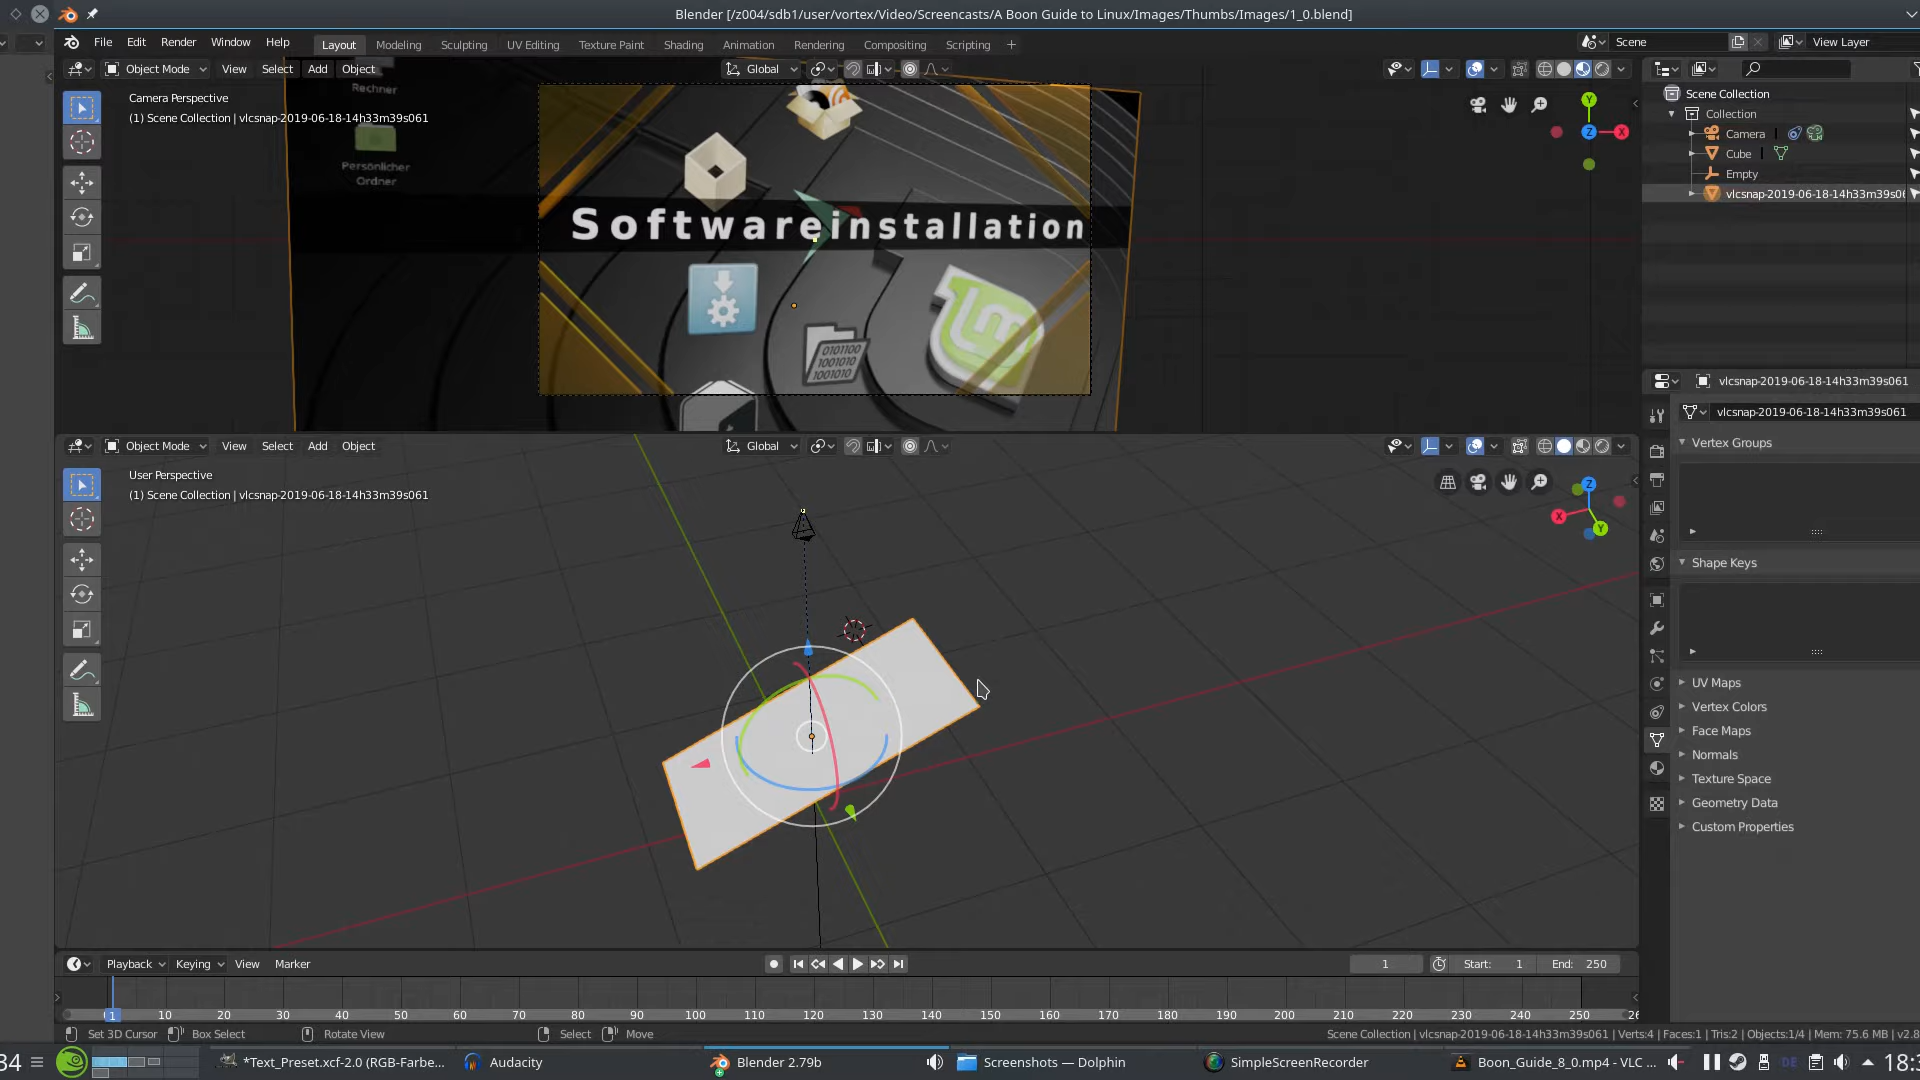 Blender [/z004/sdb1/user/vortex/Video/Screencasts/A Boon Guide to Linux/Images/Thumbs/Images/1_0.blend]
File Edit Render Window Help Layout Modeling Sculpting UV Editing Texture Paint Shading Animation Rendering Compositing Scripting + Scene View Layer
Object Mode View Select Add Object Global
Rechner
Camera Perspective
(1) Scene Collection | vlcsnap-2019-06-18-14h33m39s061
Persönlicher
Ordner
Softwareinstallation
0101100
1001010
1001010
Y
Z X
Scene Collection
Collection
Camera
Cube
Empty
vlcsnap-2019-06-18-14h33m39s06
vlcsnap-2019-06-18-14h33m39s061
vlcsnap-2019-06-18-14h33m39s061
Vertex Groups
Shape Keys
UV Maps
Vertex Colors
Face Maps
Normals
Texture Space
Geometry Data
Custom Properties
Object Mode View Select Add Object Global
User Perspective
(1) Scene Collection | vlcsnap-2019-06-18-14h33m39s061
Z
X
Y
Playback Keying View Marker 1 Start: 1 End: 250
1 10 20 30 40 50 60 70 80 90 100 110 120 130 140 150 160 170 180 190 200 210 220 230 240 250 26
Set 3D Cursor Box Select Rotate View Select Move Scene Collection | vlcsnap-2019-06-18-14h33m39s061 | Verts:4 | Faces:1 | Tris:2 | Objects:1/4 | Mem: 75.6 MB | v2.8
34 *Text_Preset.xcf-2.0 (RGB-Farbe... Audacity Blender 2.79b Screenshots — Dolphin SimpleScreenRecorder Boon_Guide_8_0.mp4 - VLC ... DE 18:3